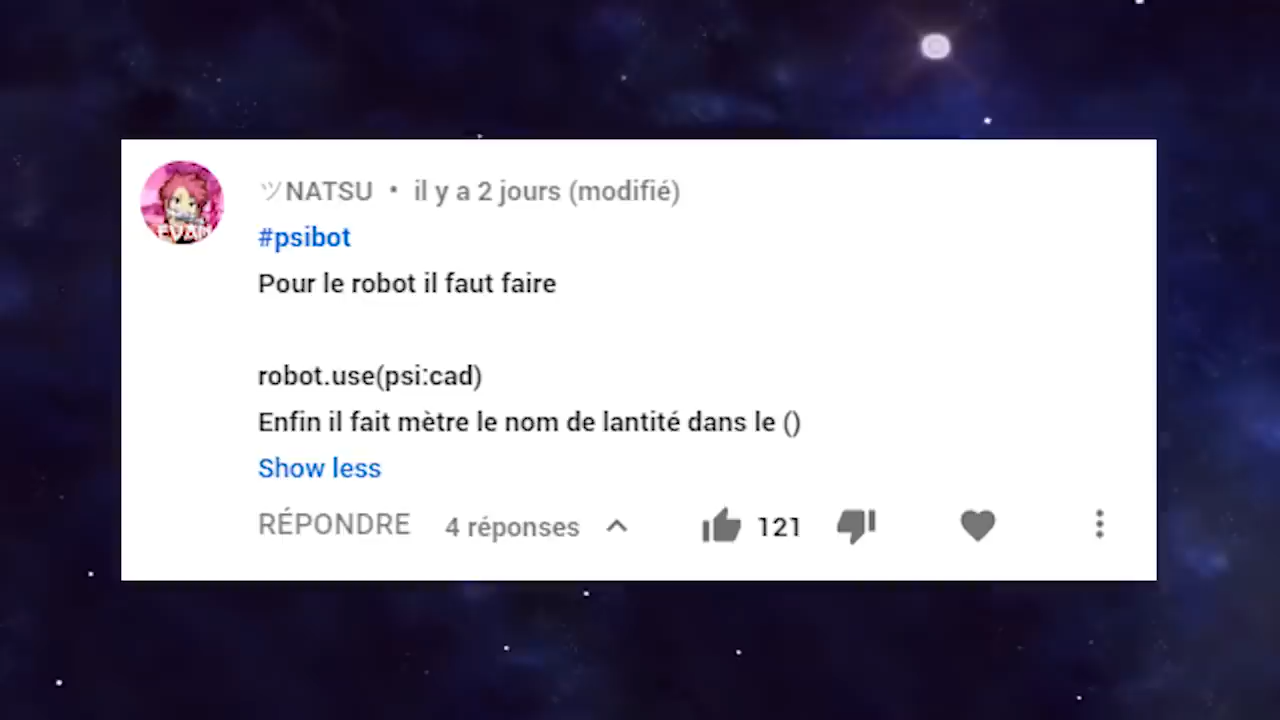 ツNATSU • il y a 2 jours (modifié)
#psibot
Pour le robot il faut faire
robot.use(psi:cad)
Enfin il fait mètre le nom de lantité dans le ()
Show less
RÉPONDRE 4 réponses 121
EVAN